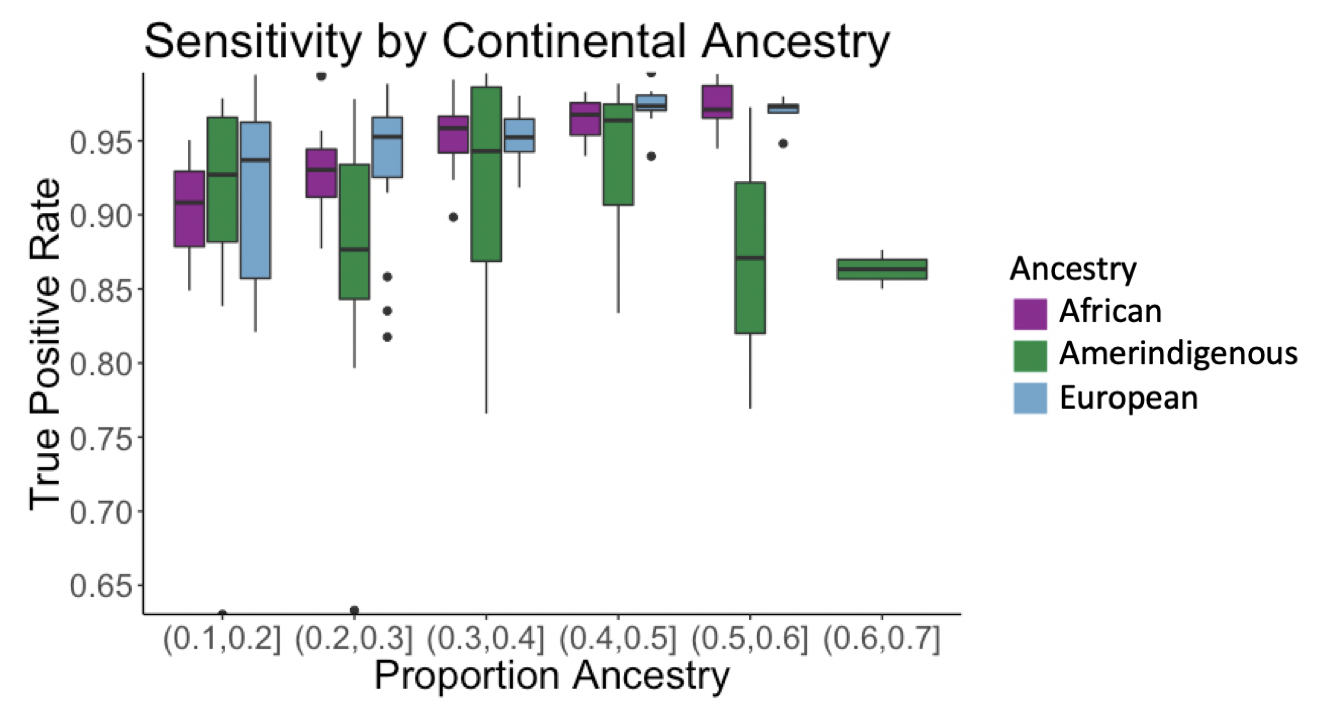 Sensitivity by Continental Ancestry
True Positive Rate
0.95
0.90
0.85
0.80
0.75
0.70
0.65
(0.1,0.2] (0.2,0.3] (0.3,0.4] (0.4,0.5] (0.5,0.6] (0.6,0.7]
Proportion Ancestry
Ancestry
African
Amerindigenous
European